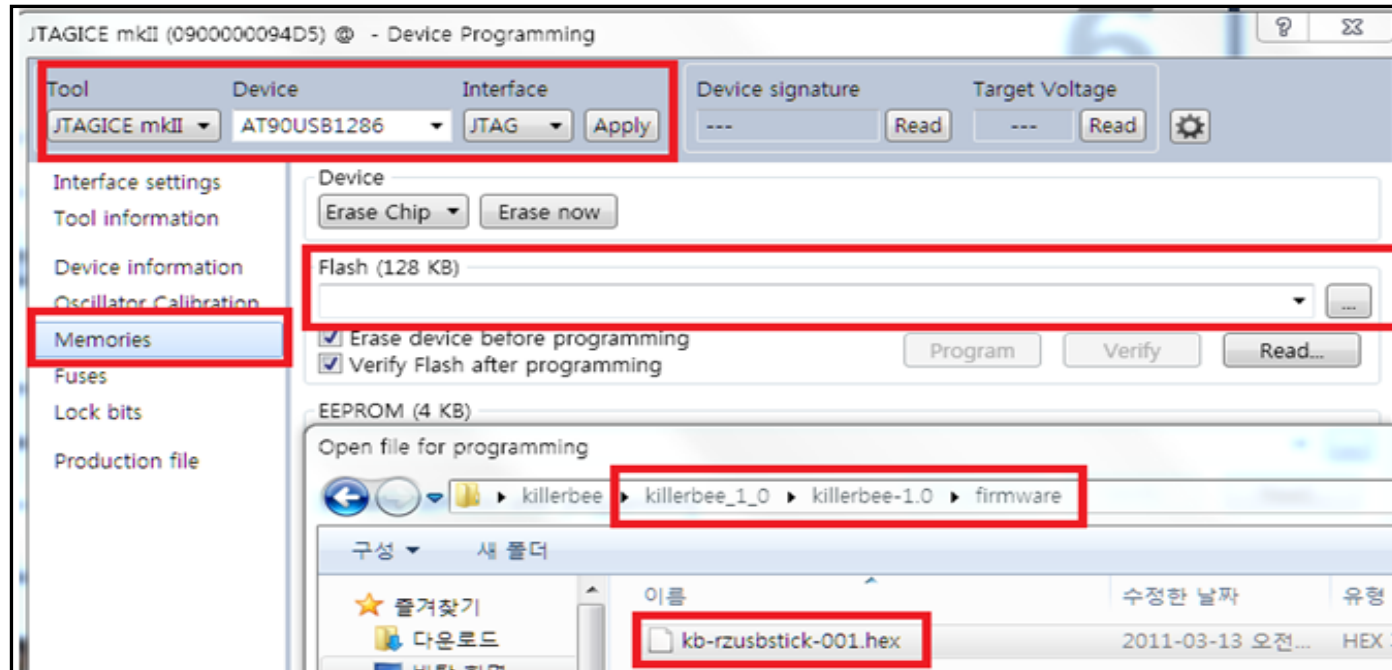 JTAGICE mkII (0900000094D5) @ - Device Programming
Tool Device Interface Device signature Target Voltage
JTAGICE mkII AT90USB1286 JTAG Apply --- Read --- Read
Interface settings
Tool information
Device information
Oscillator Calibration
Memories
Fuses
Lock bits
Production file
Device
Erase Chip Erase now
Flash (128 KB)
...
Erase device before programming
Verify Flash after programming
Program Verify Read...
EEPROM (4 KB)
Open file for programming
killerbee killerbee_1_0 killerbee-1.0 firmware
구성 새 폴더
즐겨찾기
다운로드
바탕 화면
이름 수정한 날짜 유형
kb-rzusbstick-001.hex 2011-03-13 오전... HEX